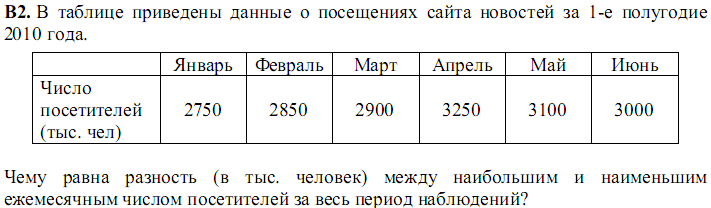 В2. В таблице приведены данные о посещениях сайта новостей за 1-е полугодие
2010 года.
Январь Февраль Март Апрель Май Июнь
Число
посетителей 2750 2850 2900 3250 3100 3000
(тыс. чел)
Чему равна разность (в тыс. человек) между наибольшим и наименьшим
ежемесячным числом посетителей за весь период наблюдений?